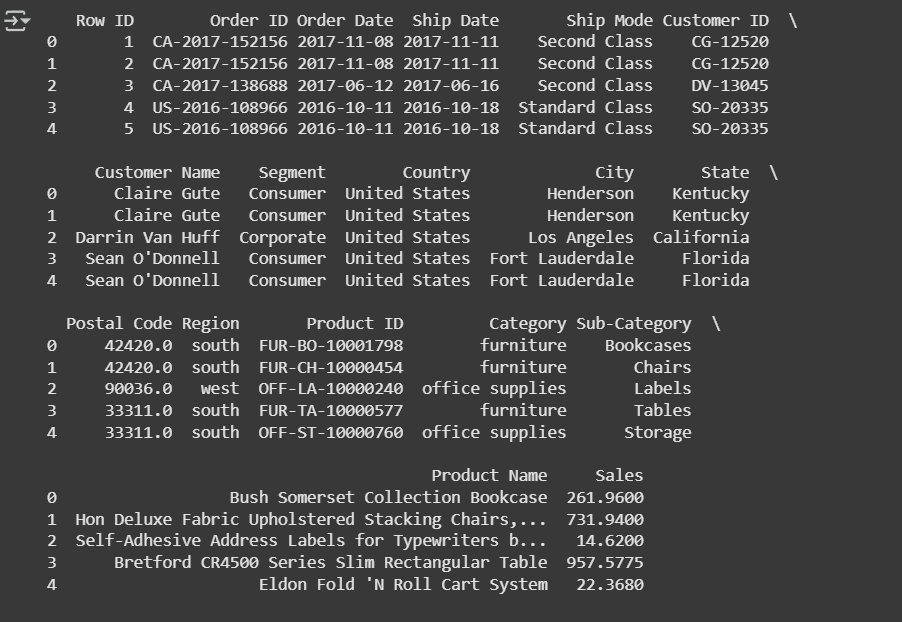 Row ID        Order ID Order Date  Ship Date       Ship Mode Customer ID  \
0       1  CA-2017-152156 2017-11-08 2017-11-11    Second Class    CG-12520
1       2  CA-2017-152156 2017-11-08 2017-11-11    Second Class    CG-12520
2       3  CA-2017-138688 2017-06-12 2017-06-16    Second Class    DV-13045
3       4  US-2016-108966 2016-10-11 2016-10-18  Standard Class    SO-20335
4       5  US-2016-108966 2016-10-11 2016-10-18  Standard Class    SO-20335
     Customer Name    Segment        Country             City       State  \
0      Claire Gute   Consumer  United States        Henderson    Kentucky
1      Claire Gute   Consumer  United States        Henderson    Kentucky
2  Darrin Van Huff  Corporate  United States      Los Angeles  California
3   Sean O'Donnell   Consumer  United States  Fort Lauderdale     Florida
4   Sean O'Donnell   Consumer  United States  Fort Lauderdale     Florida
  Postal Code Region       Product ID         Category Sub-Category  \
0     42420.0  south  FUR-BO-10001798        furniture    Bookcases
1     42420.0  south  FUR-CH-10000454        furniture       Chairs
2     90036.0   west  OFF-LA-10000240  office supplies       Labels
3     33311.0  south  FUR-TA-10000577        furniture       Tables
4     33311.0  south  OFF-ST-10000760  office supplies      Storage
                                        Product Name     Sales
0                  Bush Somerset Collection Bookcase  261.9600
1  Hon Deluxe Fabric Upholstered Stacking Chairs,...  731.9400
2  Self-Adhesive Address Labels for Typewriters b...   14.6200
3      Bretford CR4500 Series Slim Rectangular Table  957.5775
4                     Eldon Fold 'N Roll Cart System   22.3680